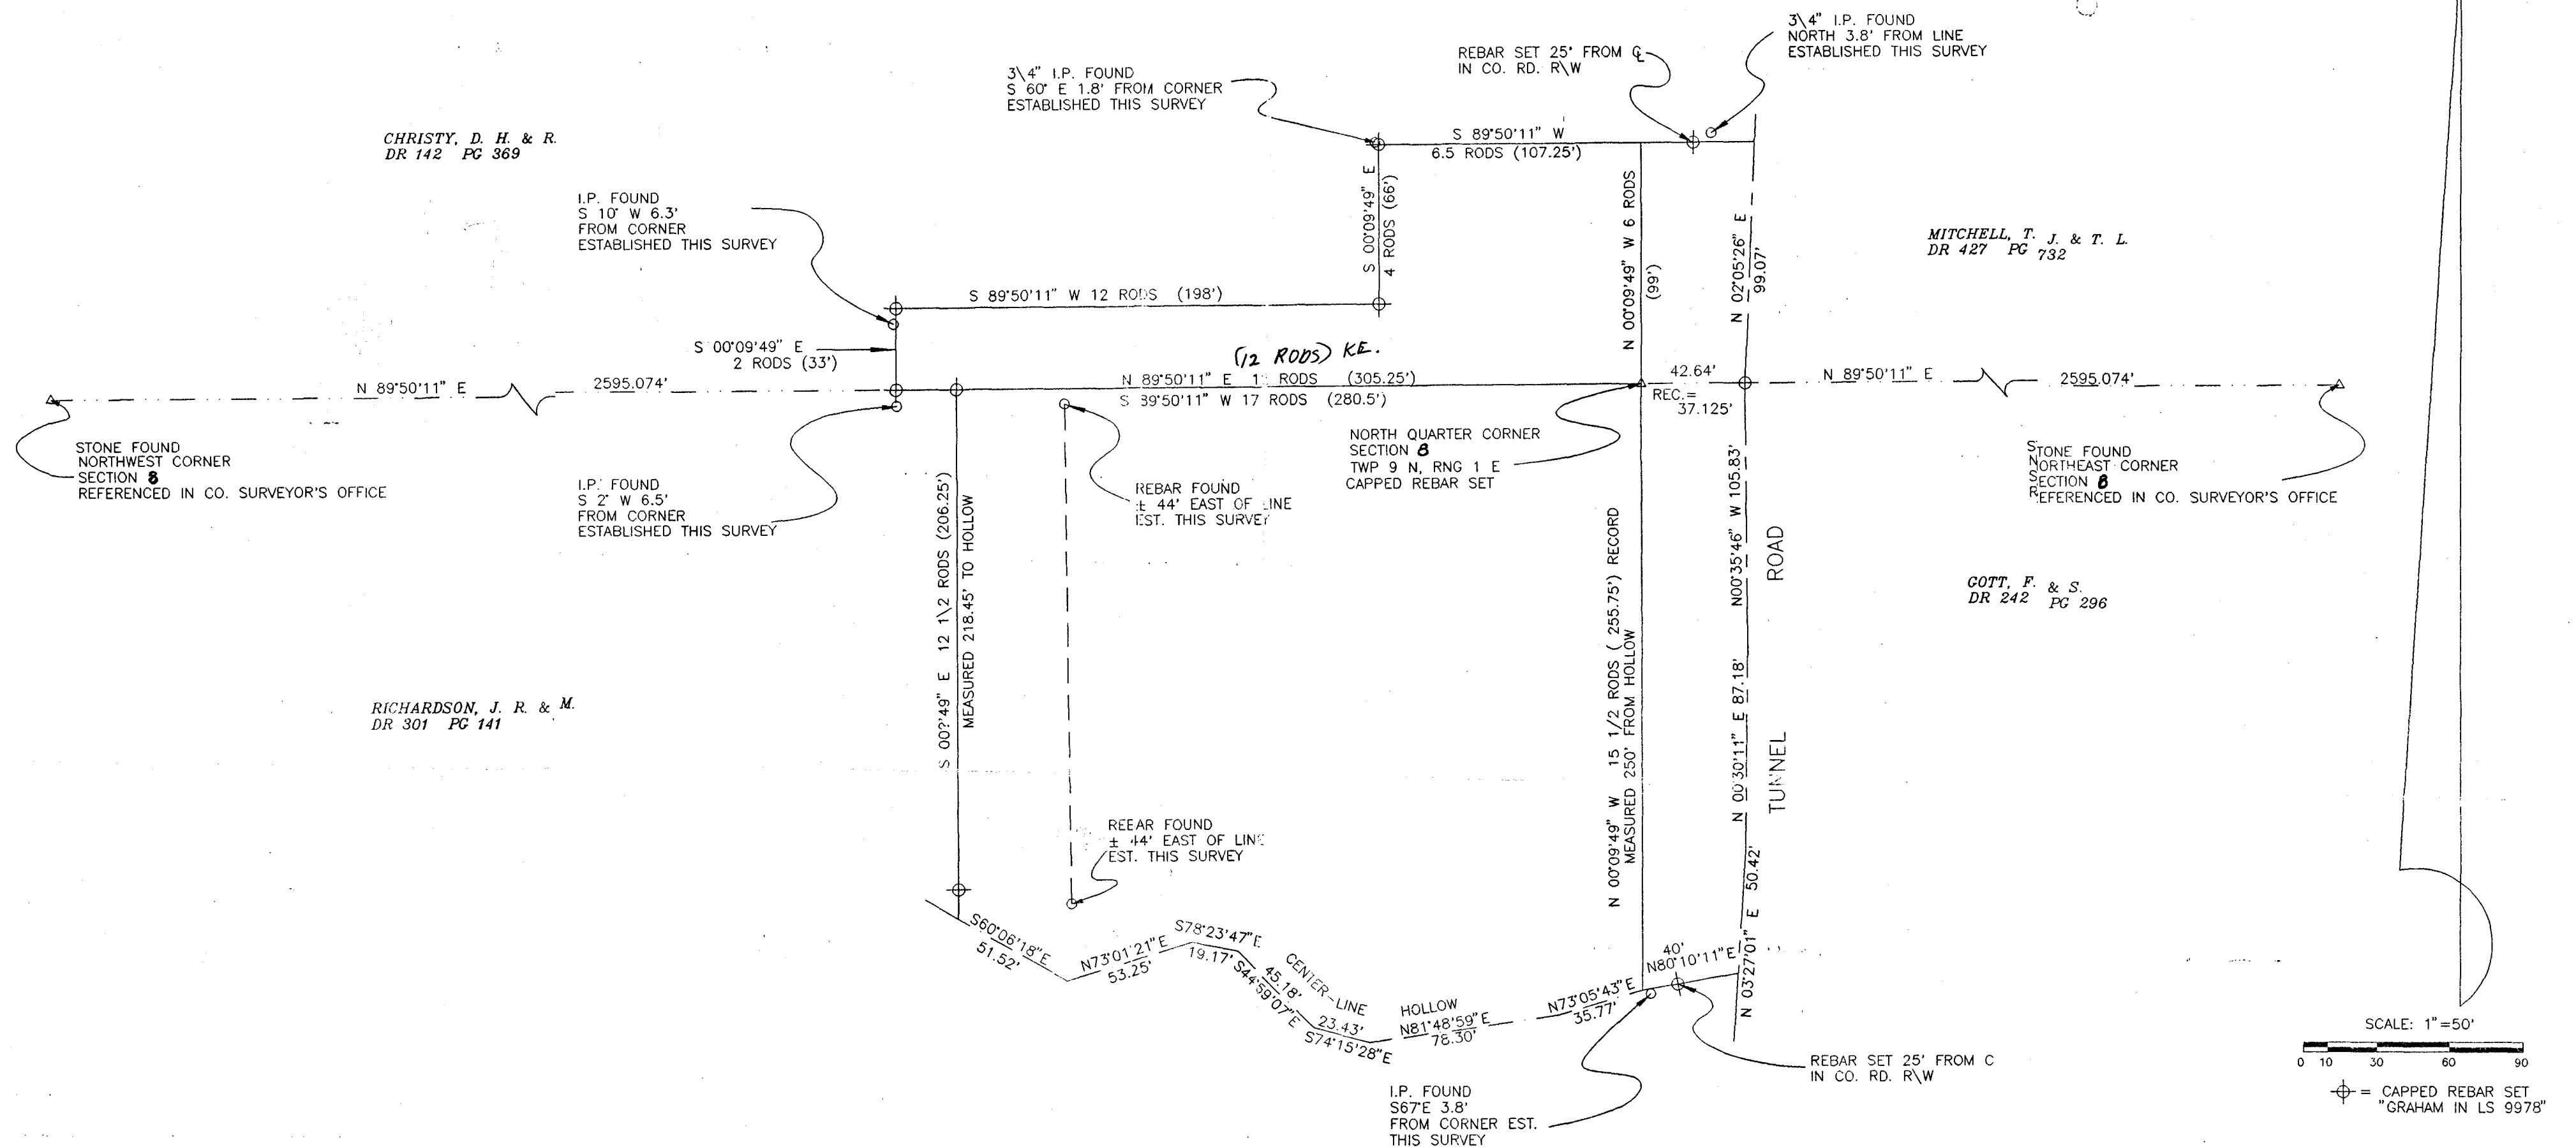 3\4" I.P. FOUND
NORTH 3.8' FROM LINE
ESTABLISHED THIS SURVEY
REBAR SET 25' FROM ℄
IN CO. RD. R\W
3\4" I.P. FOUND
S 60° E 1.8' FROM CORNER
ESTABLISHED THIS SURVEY
CHRISTY, D. H. & R.
DR 142 PG 369
S 89°50'11" W
6.5 RODS (107.25')
I.P. FOUND
S 10° W 6.3'
FROM CORNER
ESTABLISHED THIS SURVEY
S 00°09'49" E
4 RODS (66')
N 00°09'49" W 6 RODS
(99')
N 02°05'26" E
99.07'
MITCHELL, T. J. & T. L.
DR 427 PG 732
S 89°50'11" W 12 RODS (198')
S 00°09'49" E
2 RODS (33')
(12 RODS) K.E.
N 89°50'11" E
2595.074'
N 89°50'11" E RODS (305.25')
S 89°50'11" W 17 RODS (280.5')
42.64'
REC.=
37.125'
N 89°50'11" E
2595.074'
STONE FOUND
NORTHWEST CORNER
SECTION 8
REFERENCED IN CO. SURVEYOR'S OFFICE
I.P. FOUND
S 2° W 6.5'
FROM CORNER
ESTABLISHED THIS SURVEY
REBAR FOUND
± 44' EAST OF LINE
EST. THIS SURVEY
NORTH QUARTER CORNER
SECTION 8
TWP 9 N, RNG 1 E
CAPPED REBAR SET
STONE FOUND
NORTHEAST CORNER
SECTION 8
REFERENCED IN CO. SURVEYOR'S OFFICE
S 00?'49" E 12 1\2 RODS (206.25')
MEASURED 218.45' TO HOLLOW
N 00°09'49" W 15 1/2 RODS ( 255.75') RECORD
MEASURED 250' FROM HOLLOW
N00°35'46" W 105.83'
N 00°30'11" E 87.18'
N 03°27'01" E 50.42'
TUNNEL ROAD
GOTT, F. & S.
DR 242 PG 296
RICHARDSON, J. R. & M.
DR 301 PG 141
REBAR FOUND
± 44' EAST OF LINE
EST. THIS SURVEY
S60°06'18"E
51.52'
N73°01'21"E
53.25'
S78°23'47"E
19.17'
45.18'
S44°59'07"E
CENTER-LINE
HOLLOW
23.43'
S74°15'28"E
N81°48'59"E
78.30'
N73°05'43"E
35.77'
40'
N80°10'11"E
I.P. FOUND
S67°E 3.8'
FROM CORNER EST.
THIS SURVEY
REBAR SET 25' FROM C
IN CO. RD. R\W
SCALE: 1"=50'
0 10 30 60 90
= CAPPED REBAR SET
"GRAHAM IN LS 9978"